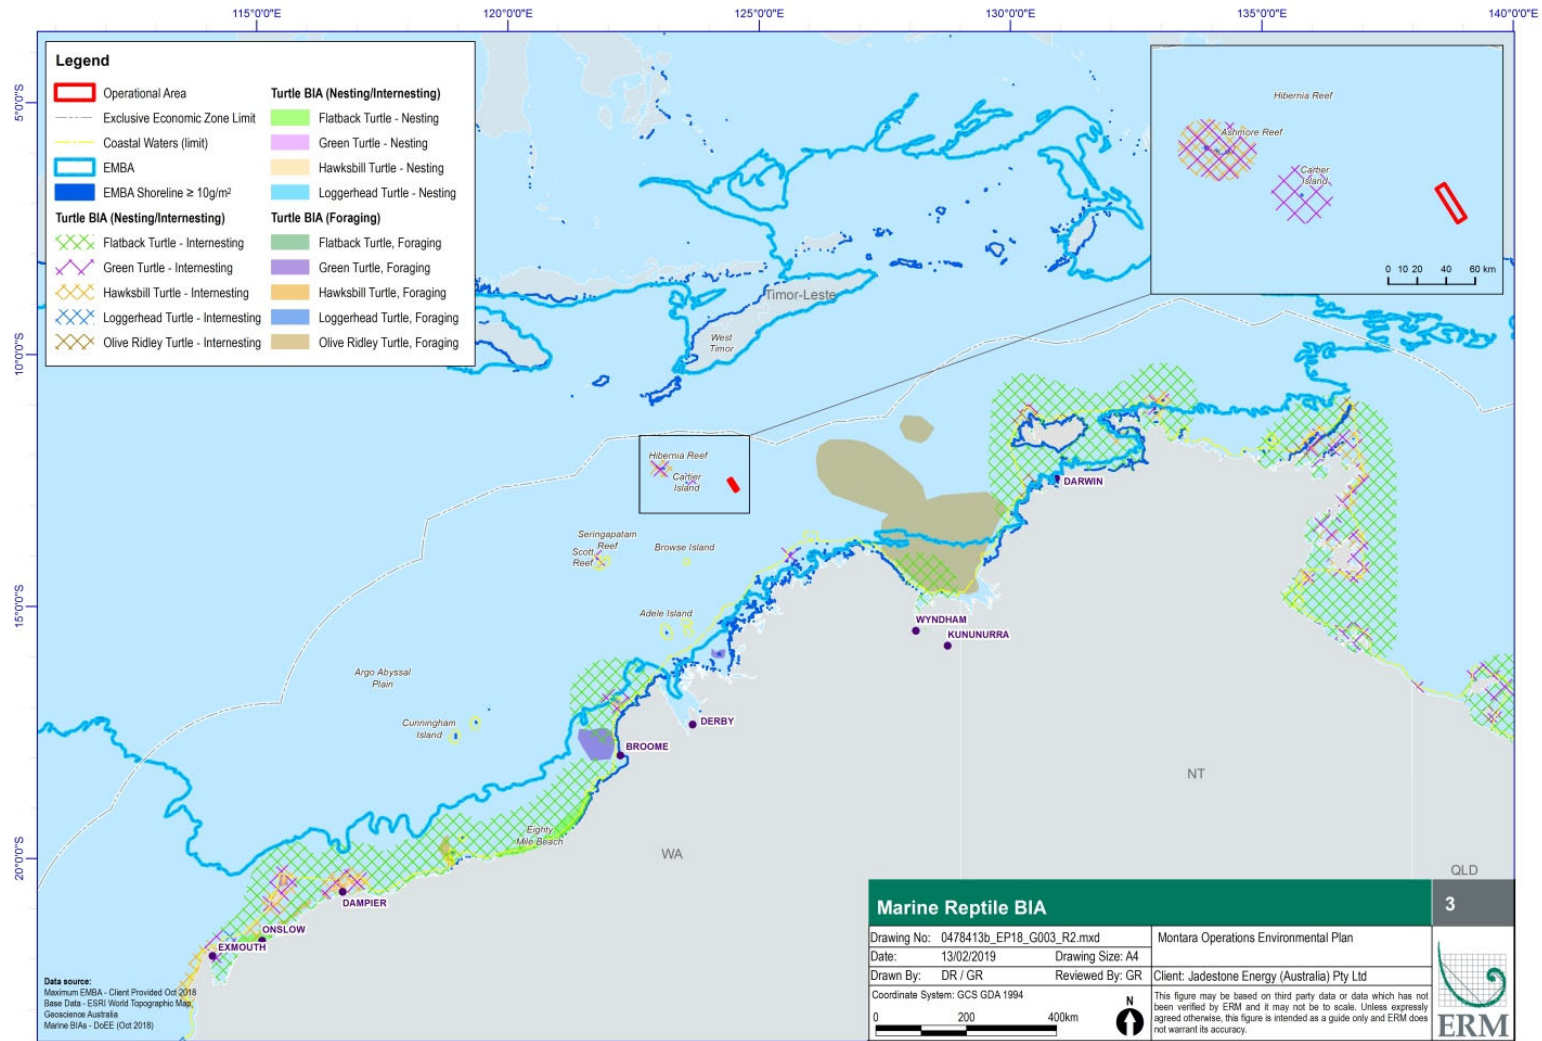 115°0'0"E 120°0'0"E 125°0'0"E 130°0'0"E 135°0'0"E 140°0'0"E
5°0'0"S
10°0'0"S
15°0'0"S
20°0'0"S
Legend
Operational Area
Exclusive Economic Zone Limit
Coastal Waters (limit)
EMBA
EMBA Shoreline ≥ 10g/m²
Turtle BIA (Nesting/Internesting)
Flatback Turtle - Internesting
Green Turtle - Internesting
Hawksbill Turtle - Internesting
Loggerhead Turtle - Internesting
Olive Ridley Turtle - Internesting
Turtle BIA (Nesting/Internesting)
Flatback Turtle - Nesting
Green Turtle - Nesting
Hawksbill Turtle - Nesting
Loggerhead Turtle - Nesting
Turtle BIA (Foraging)
Flatback Turtle, Foraging
Green Turtle, Foraging
Hawksbill Turtle, Foraging
Loggerhead Turtle, Foraging
Olive Ridley Turtle, Foraging
Hibernia Reef
Ashmore Reef
Cartier
Island
0 10 20 40 60 km
Timor-Leste
West
Timor
Hibernia Reef
Cartier
Island
Seringapatam
Reef
Scott
Reef
Browse Island
Adele Island
Argo Abyssal
Plain
Cunningham
Island
Eighty
Mile Beach
DARWIN
WYNDHAM
KUNUNURRA
DERBY
BROOME
DAMPIER
ONSLOW
EXMOUTH
WA
NT
QLD
Data source:
Maximum EMBA - Client Provided Oct 2018
Base Data - ESRI World Topographic Map,
Geoscience Australia
Marine BIAs - DoEE (Oct 2018)
Marine Reptile BIA
3
Drawing No: 0478413b_EP18_G003_R2.mxd
Date: 13/02/2019 Drawing Size: A4
Drawn By: DR / GR Reviewed By: GR
Coordinate System: GCS GDA 1994
0 200 400km
N
Montara Operations Environmental Plan
Client: Jadestone Energy (Australia) Pty Ltd
This figure may be based on third party data or data which has not
been verified by ERM and it may not be to scale. Unless expressly
agreed otherwise, this figure is intended as a guide only and ERM does
not warrant its accuracy.
ERM